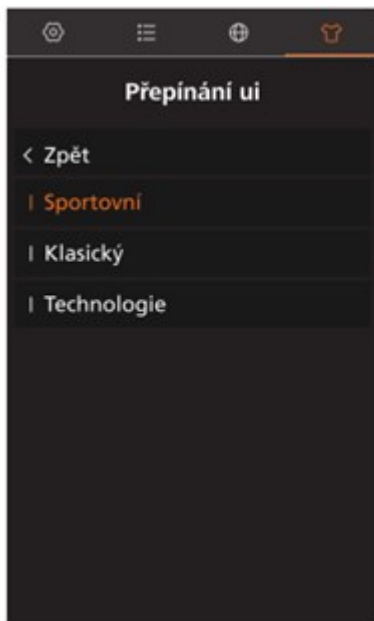 Přepínání ui
< Zpět
| Sportovní
| Klasický
| Technologie